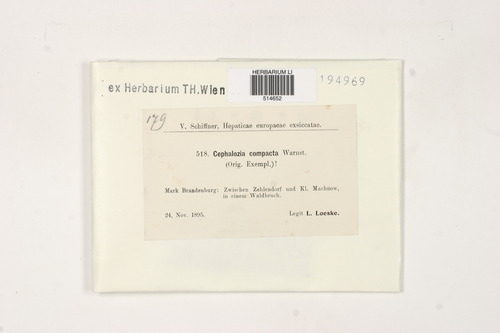 HERBARIUM LI
514652
194969
ex Herbarium TH.Wien
179
V. Schiffner, Hepaticae europaeae exsiccatae.
518. Cephalozia compacta Warnst.
(Orig. Exempl.)!
Mark Brandenburg: Zwischen Zehlendorf und Kl. Machnow,
in einem Waldbruch.
24. Nov. 1895.
Legit L. Loeske.